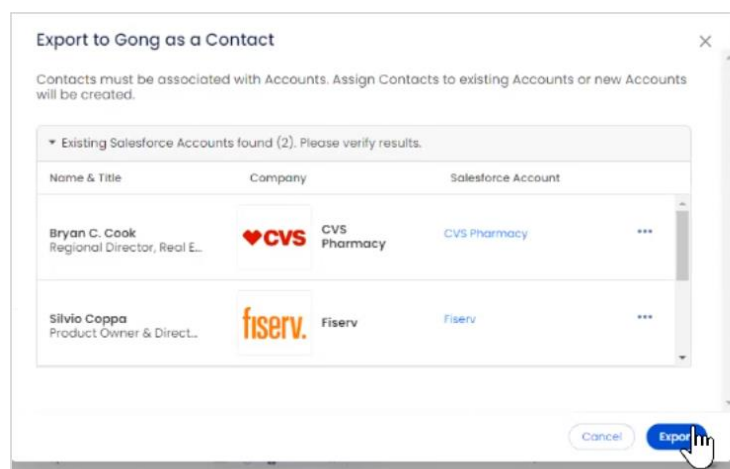 Export to Gong as a Contact
Contacts must be associated with Accounts. Assign Contacts to existing Accounts or new Accounts
will be created.
Existing Salesforce Accounts found (2). Please verify results.
Name & Title Company Salesforce Account
Bryan C. Cook
Regional Director, Real E...
CVS
CVS
Pharmacy
CVS Pharmacy
Silvio Coppa
Product Owner & Direct...
fiserv.
Fiserv
Fiserv
Cancel